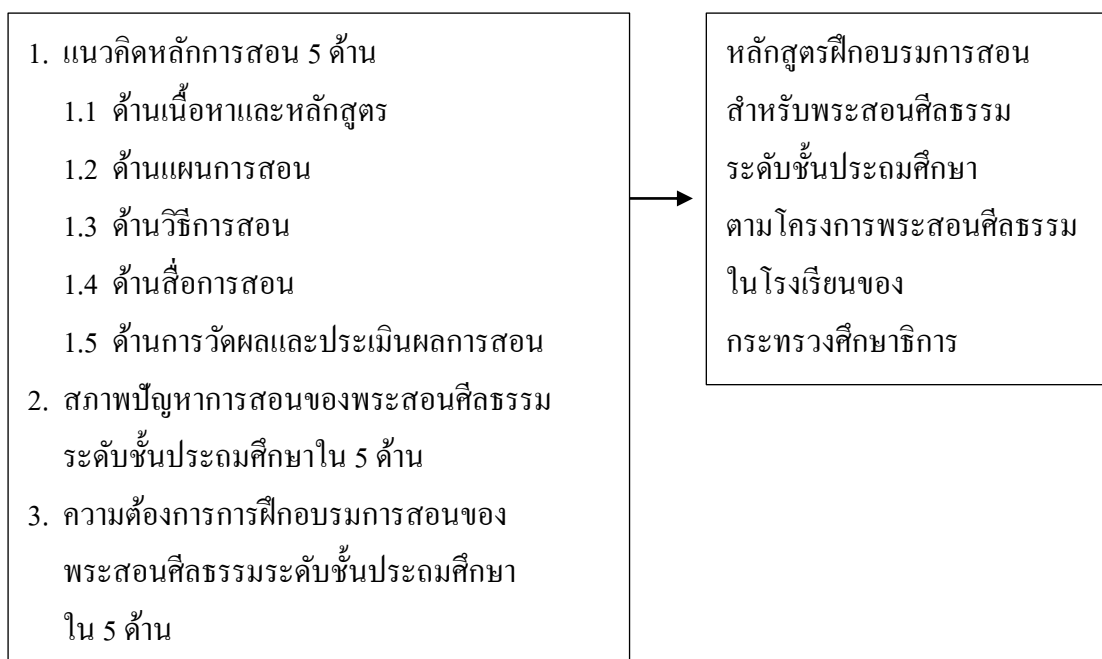 1. แนวคิดหลักการสอน 5 ด้าน
1.1 ด้านเนื้อหาและหลักสูตร
1.2 ด้านแผนการสอน
1.3 ด้านวิธีการสอน
1.4 ด้านสื่อการสอน
1.5 ด้านการวัดผลและประเมินผลการสอน
2. สภาพปัญหาการสอนของพระสอนศีลธรรม
ระดับชั้นประถมศึกษาใน 5 ด้าน
3. ความต้องการการฝึกอบรมการสอนของ
พระสอนศีลธรรมระดับชั้นประถมศึกษา
ใน 5 ด้าน
หลักสูตรฝึกอบรมการสอน
สำหรับพระสอนศีลธรรม
ระดับชั้นประถมศึกษา
ตามโครงการพระสอนศีลธรรม
ในโรงเรียนของ
กระทรวงศึกษาธิการ